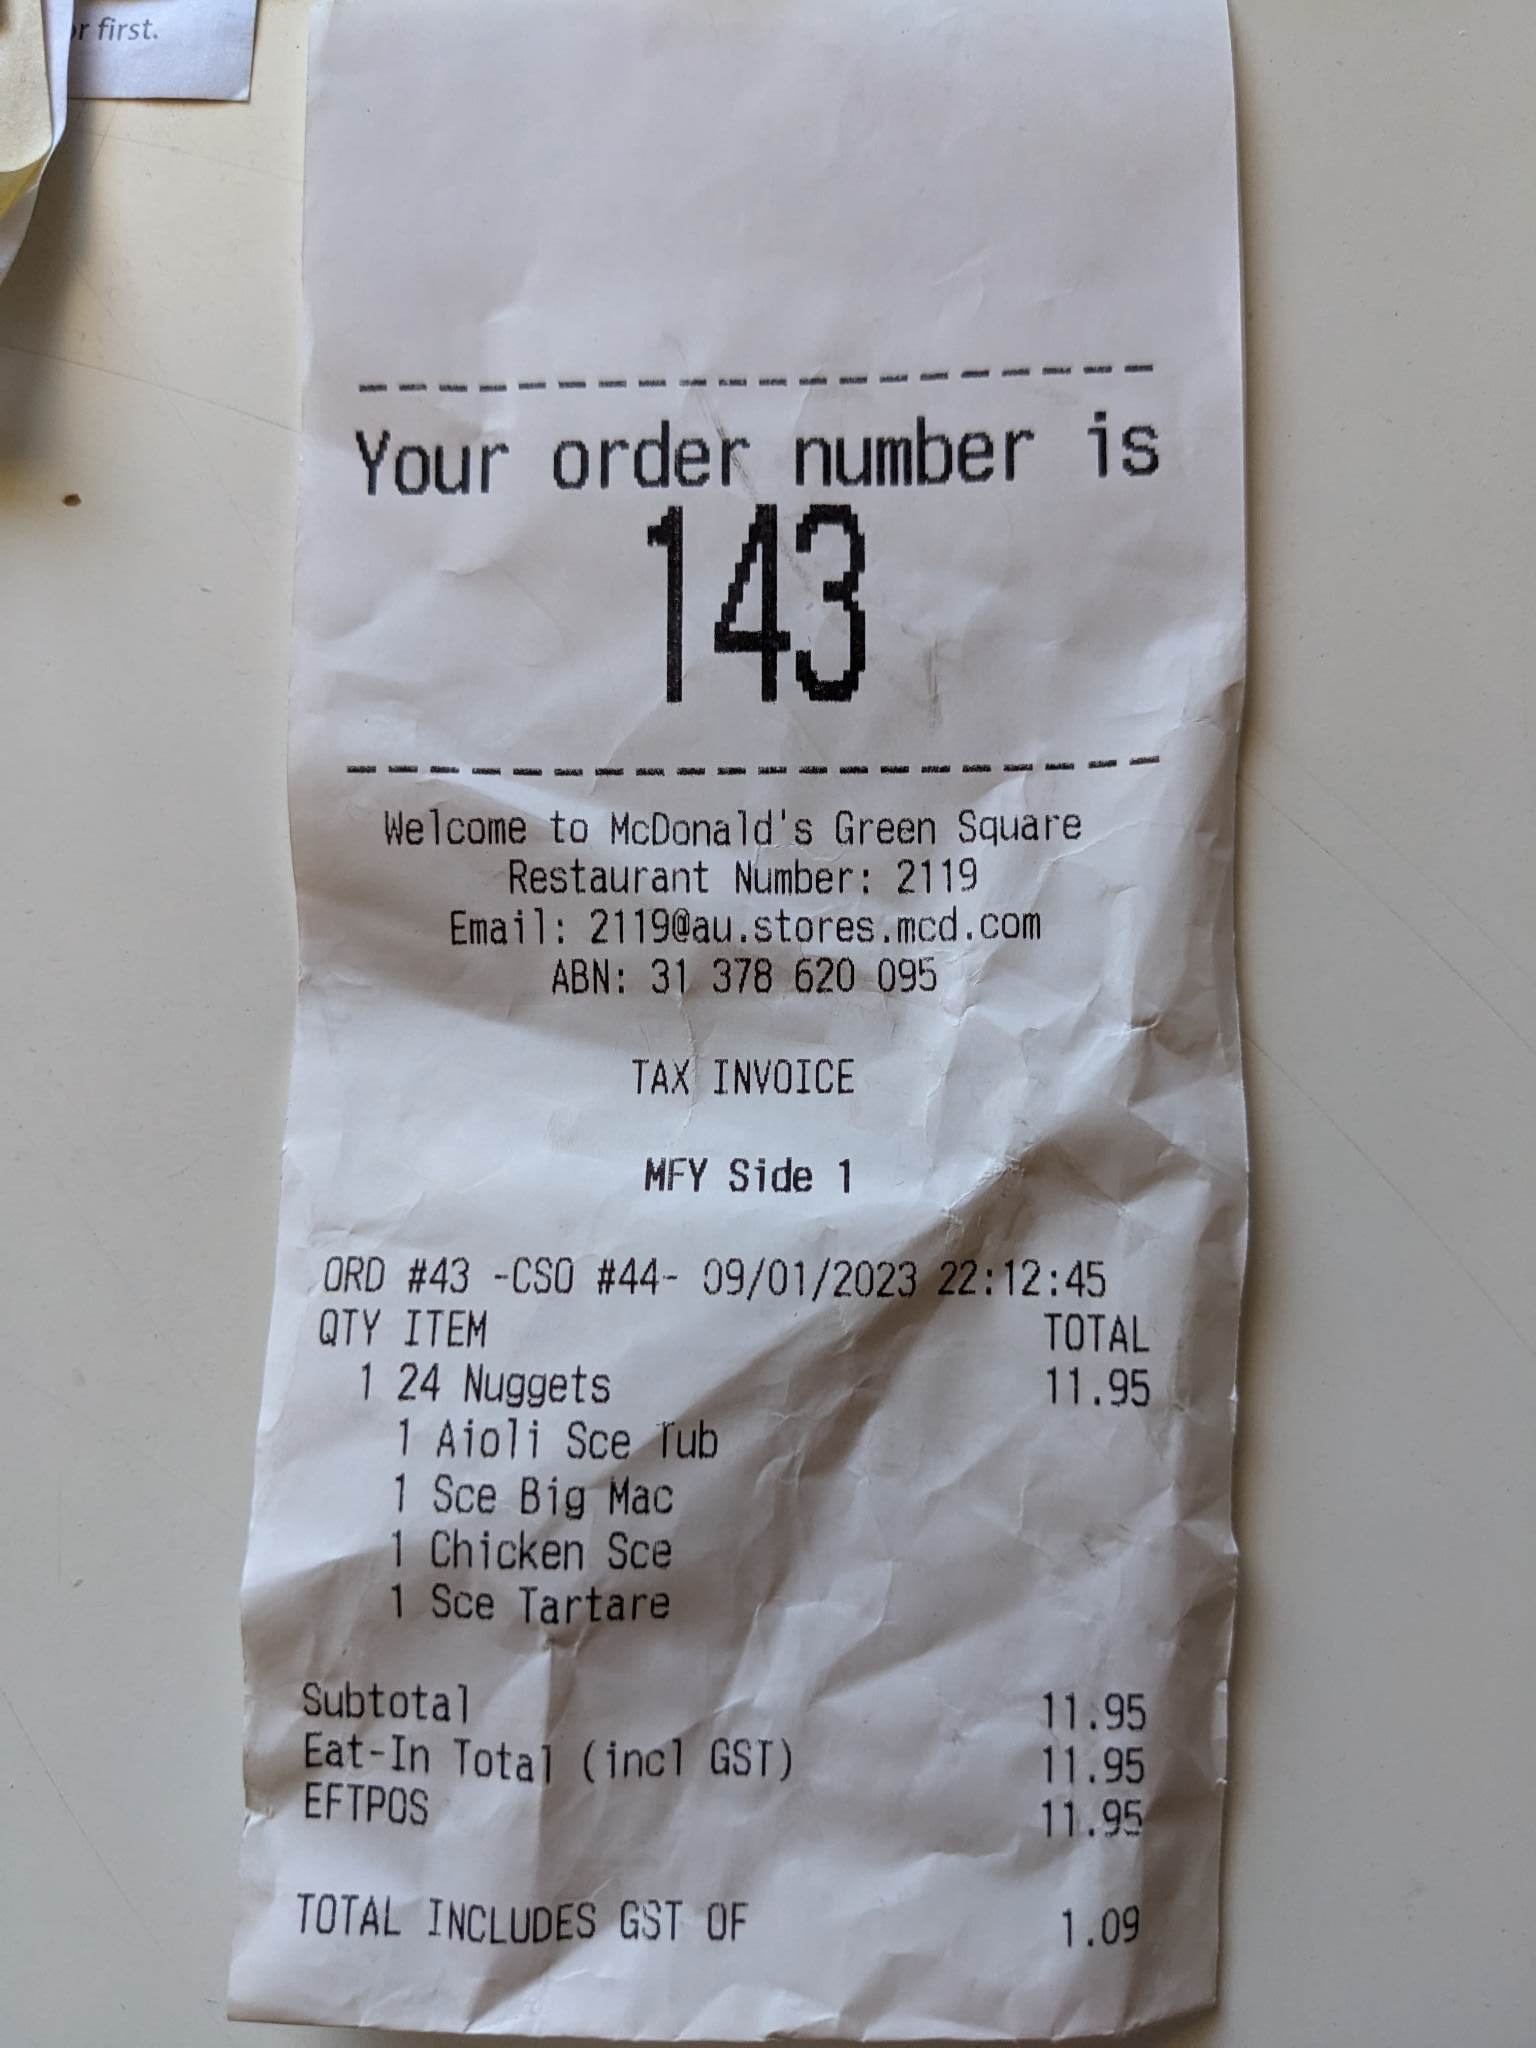 r first.
Your order number is
143
Welcome to McDonald's Green Square
Restaurant Number: 2119
Email: 2119@au.stores.mcd.com
ABN: 31 378 620 095
TAX INVOICE
MFY Side 1
ORD #43 -CSO #44- 09/01/2023 22:12:45
QTY ITEM TOTAL
1 24 Nuggets 11.95
1 Aioli Sce Tub
1 Sce Big Mac
1 Chicken Sce
1 Sce Tartare
Subtotal 11.95
Eat-In Total (incl GST) 11.95
EFTPOS 11.95
TOTAL INCLUDES GST OF 1.09